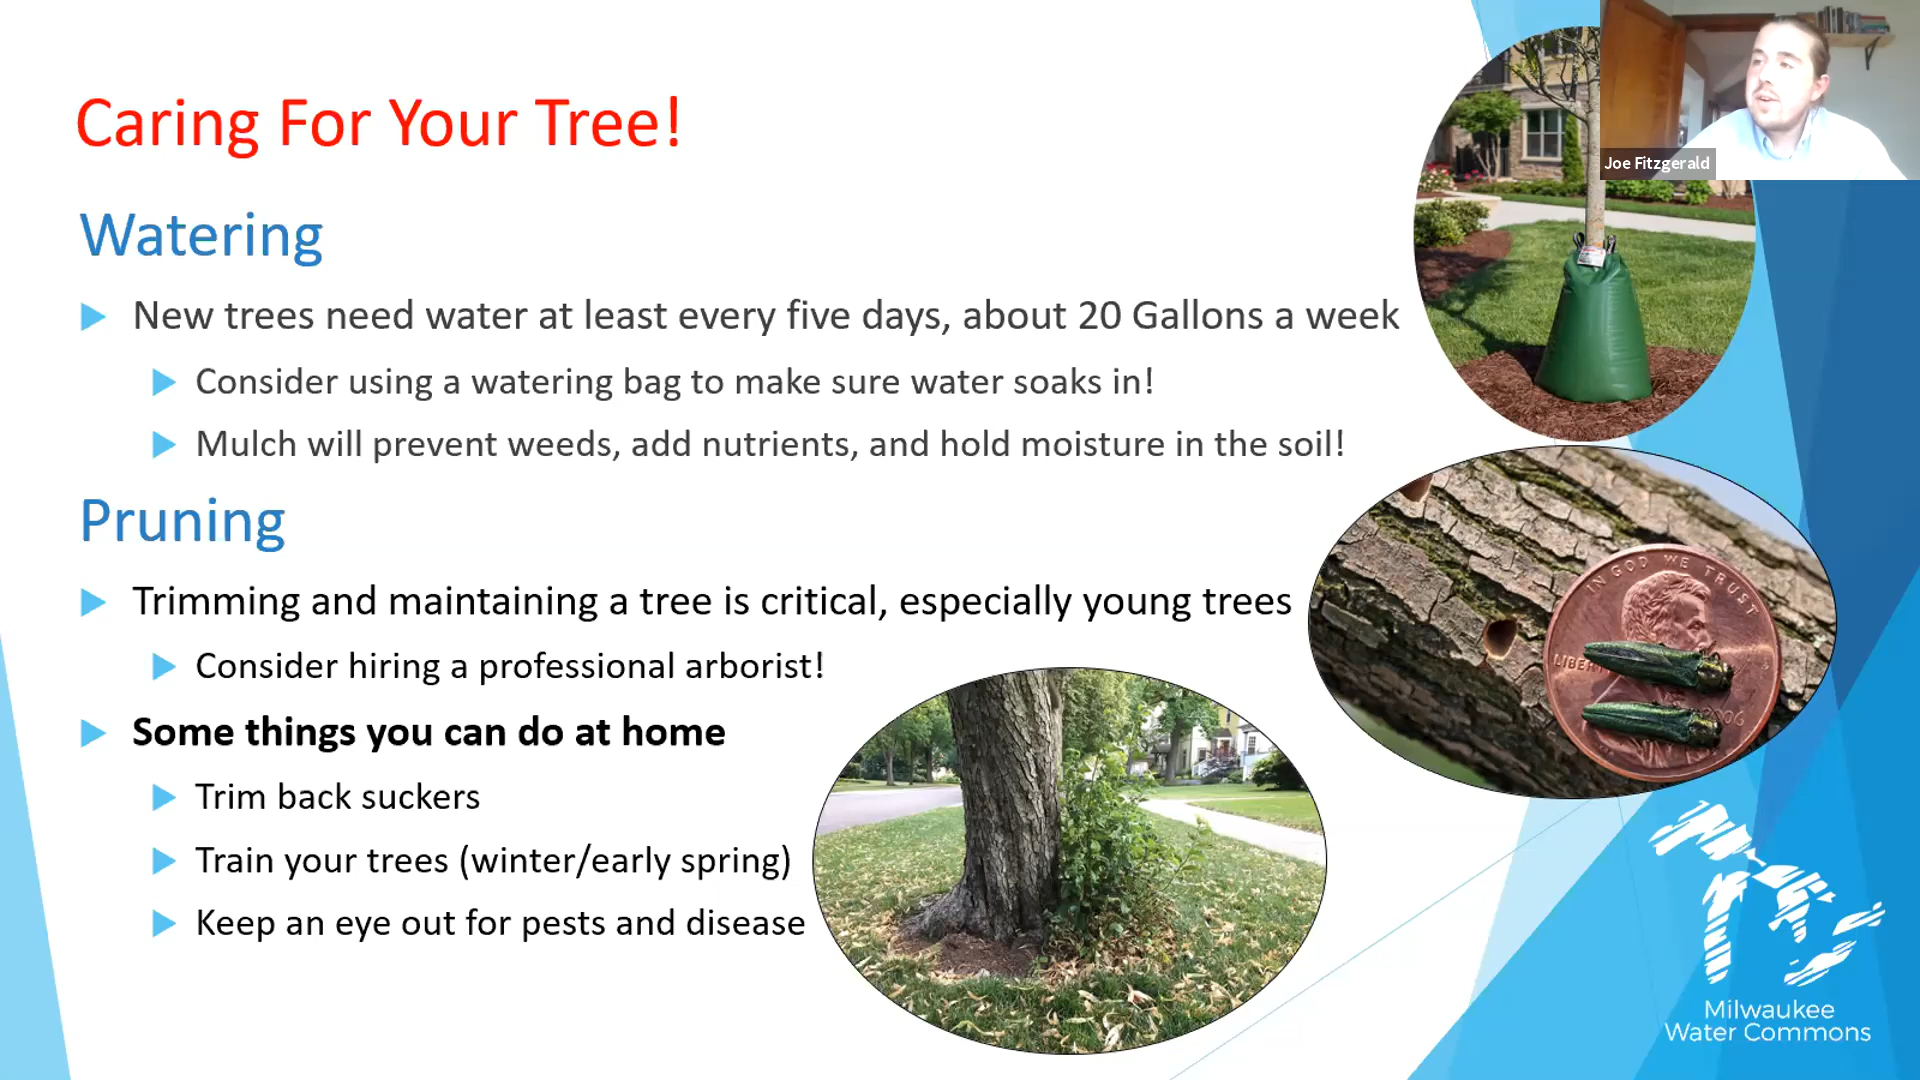 Caring For Your Tree!
Joe Fitzgerald
Watering
New trees need water at least every five days, about 20 Gallons a week
Consider using a watering bag to make sure water soaks in!
Mulch will prevent weeds, add nutrients, and hold moisture in the soil!
Pruning
Trimming and maintaining a tree is critical, especially young trees
Consider hiring a professional arborist!
Some things you can do at home
Trim back suckers
Train your trees (winter/early spring)
Keep an eye out for pests and disease
IN GOD WE TRUST
Milwaukee
Water Commons